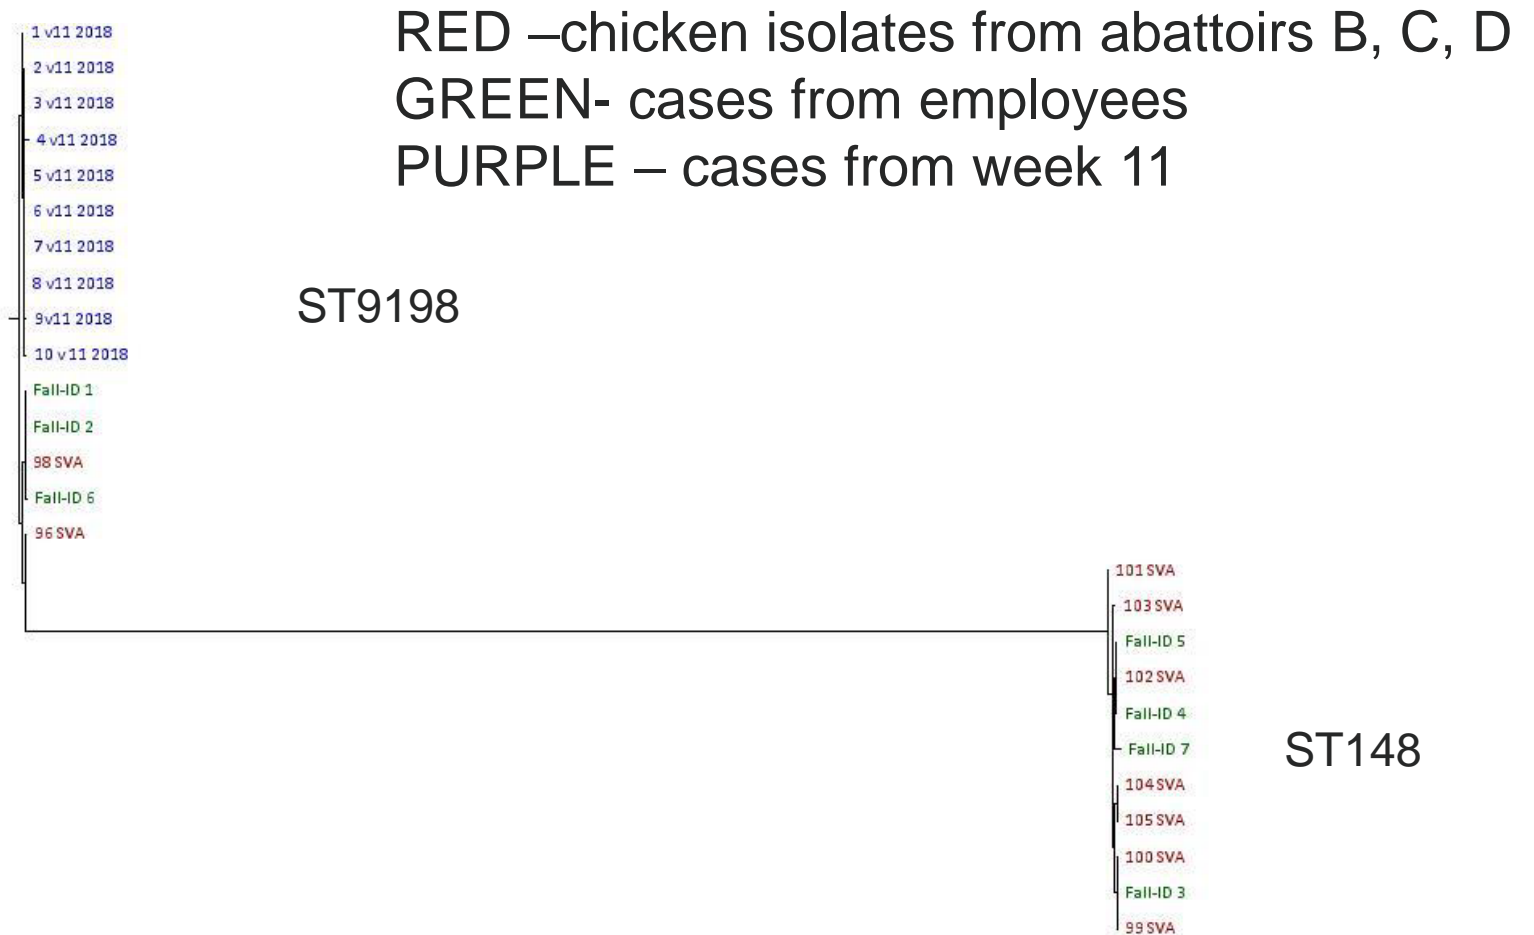 RED –chicken isolates from abattoirs B, C, D
GREEN- cases from employees
PURPLE – cases from week 11
1 v11 2018
2 v11 2018
3 v11 2018
4 v11 2018
5 v11 2018
6 v11 2018
7 v11 2018
8 v11 2018
9v11 2018
10 v 11 2018
ST9198
Fall-ID 1
Fall-ID 2
98 SVA
Fall-ID 6
96 SVA
101 SVA
103 SVA
Fall-ID 5
102 SVA
Fall-ID 4
Fall-ID 7
ST148
104 SVA
105 SVA
100 SVA
Fall-ID 3
99 SVA